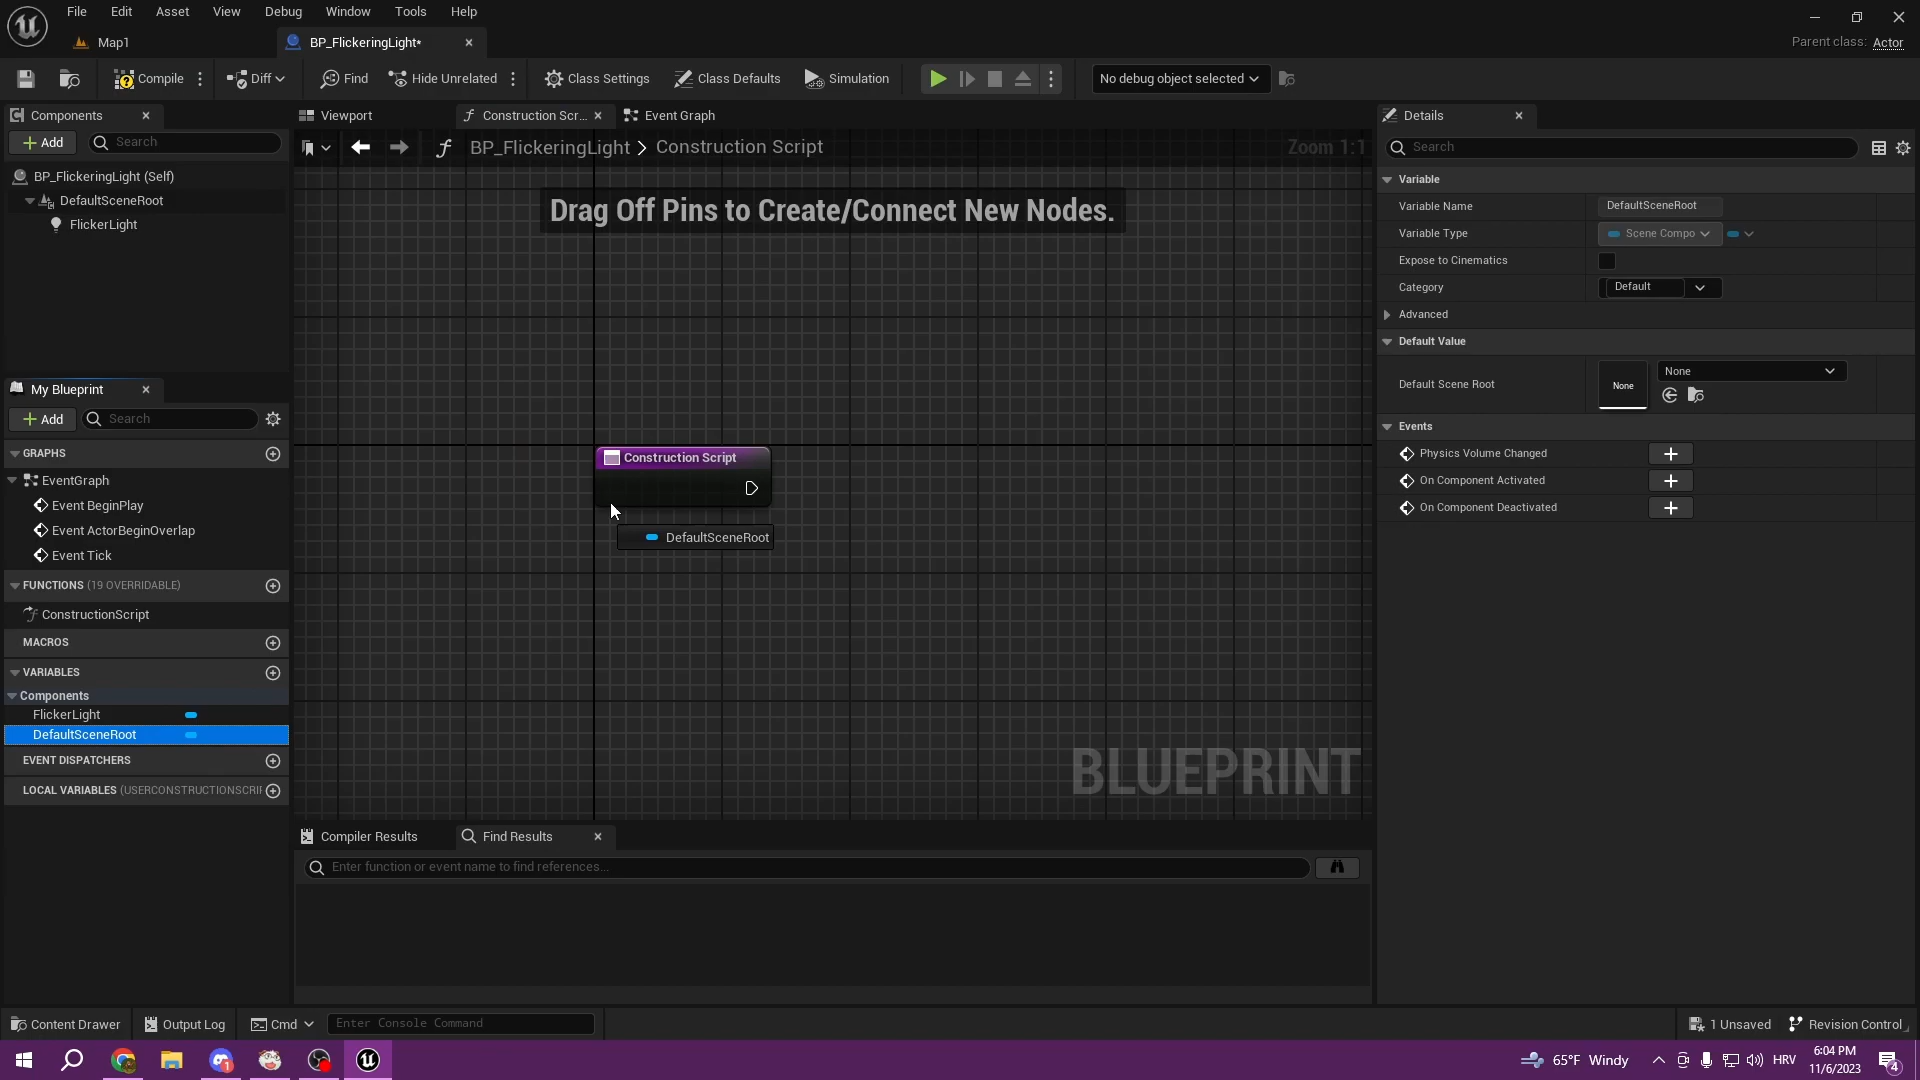 File Edit Asset View Debug Window Tools Help
Map1
BP_FlickeringLight*
Parent class: Actor
Compile
Diff
Find
Hide Unrelated
Class Settings
Class Defaults
Simulation
No debug object selected
Components
Add
Search
BP_FlickeringLight (Self)
DefaultSceneRoot
FlickerLight
My Blueprint
Add
Search
GRAPHS
EventGraph
Event BeginPlay
Event ActorBeginOverlap
Event Tick
FUNCTIONS (19 OVERRIDABLE)
ConstructionScript
MACROS
VARIABLES
Components
FlickerLight
DefaultSceneRoot
EVENT DISPATCHERS
LOCAL VARIABLES (USERCONSTRUCTIONSCRI
Viewport
Construction Scr...
Event Graph
BP_FlickeringLight > Construction Script
Zoom 1:1
Drag Off Pins to Create/Connect New Nodes.
Construction Script
DefaultSceneRoot
BLUEPRINT
Compiler Results
Find Results
Enter function or event name to find references...
Details
Search
Variable
Variable Name DefaultSceneRoot
Variable Type Scene Compo
Expose to Cinematics
Category Default
Advanced
Default Value
Default Scene Root None None
Events
Physics Volume Changed
On Component Activated
On Component Deactivated
Content Drawer
Output Log
Cmd
Enter Console Command
1 Unsaved
Revision Control
1
65°F Windy
HRV
6:04 PM
11/6/2023
4